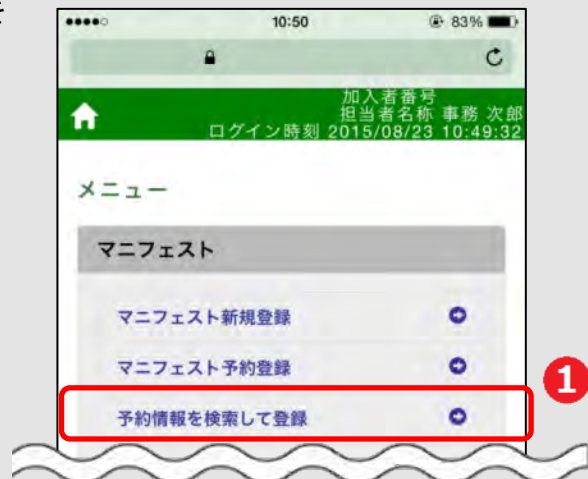 を
10:50
83%
加入者番号
担当者名称 事務 次郎
ログイン時刻 2015/08/23 10:49:32
メニュー
マニフェスト
マニフェスト新規登録
マニフェスト予約登録
予約情報を検索して登録
1